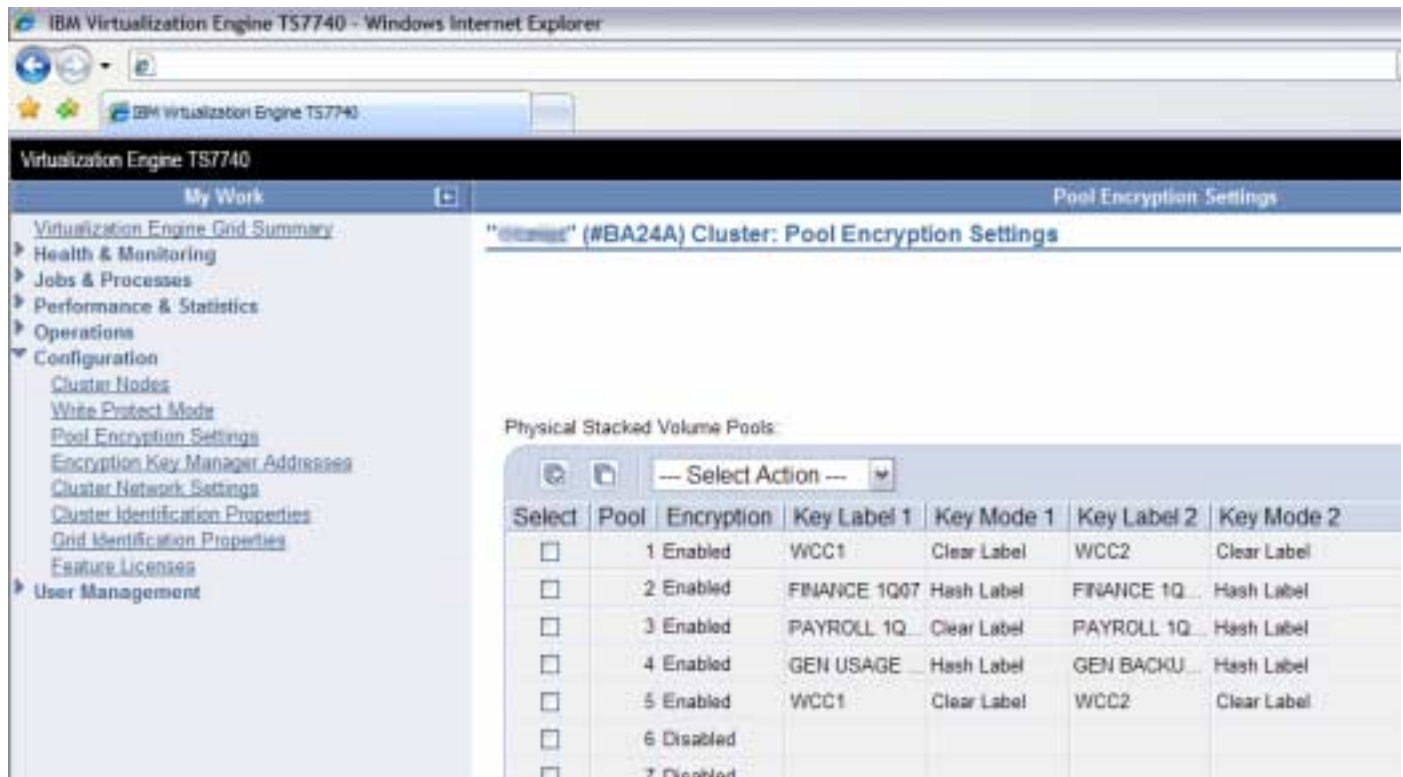 IBM Virtualization Engine TS7740 - Windows Internet Explorer
IBM Virtualization Engine TS7740
Virtualization Engine TS7740
My Work
Pool Encryption Settings
Virtualization Engine Grid Summary
Health & Monitoring
Jobs & Processes
Performance & Statistics
Operations
Configuration
Cluster Nodes
Write Protect Mode
Pool Encryption Settings
Encryption Key Manager Addresses
Cluster Network Settings
Cluster Identification Properties
Grid Identification Properties
Feature Licenses
User Management
" " (#BA24A) Cluster: Pool Encryption Settings
Physical Stacked Volume Pools:
--- Select Action ---
Select Pool Encryption Key Label 1 Key Mode 1 Key Label 2 Key Mode 2
1 Enabled WCC1 Clear Label WCC2 Clear Label
2 Enabled FINANCE 1Q07 Hash Label FINANCE 1Q... Hash Label
3 Enabled PAYROLL 1Q... Clear Label PAYROLL 1Q... Hash Label
4 Enabled GEN USAGE ... Hash Label GEN BACKU... Hash Label
5 Enabled WCC1 Clear Label WCC2 Clear Label
6 Disabled
7 Disabled